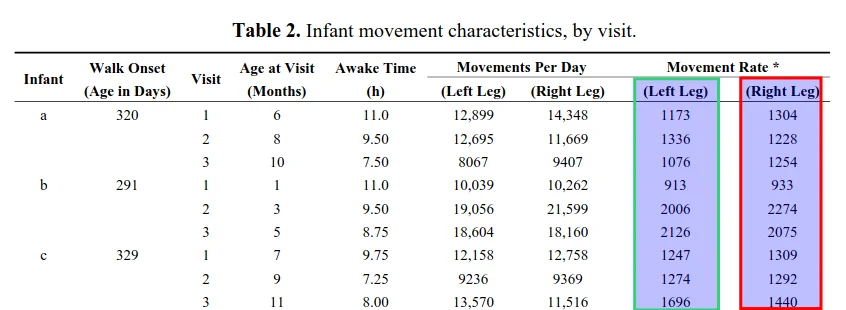 Table 2. Infant movement characteristics, by visit.
Walk Onset Age at Visit Awake Time Movements Per Day Movement Rate *
Infant Visit
(Age in Days) (Months) (h) (Left Leg) (Right Leg) (Left Leg) (Right Leg)
a 320 1 6 11.0 12,899 14,348 1173 1304
2 8 9.50 12,695 11,669 1336 1228
3 10 7.50 8067 9407 1076 1254
b 291 1 1 11.0 10,039 10,262 913 933
2 3 9.50 19,056 21,599 2006 2274
3 5 8.75 18,604 18,160 2126 2075
c 329 1 7 9.75 12,158 12,758 1247 1309
2 9 7.25 9236 9369 1274 1292
3 11 8.00 13,570 11,516 1696 1440